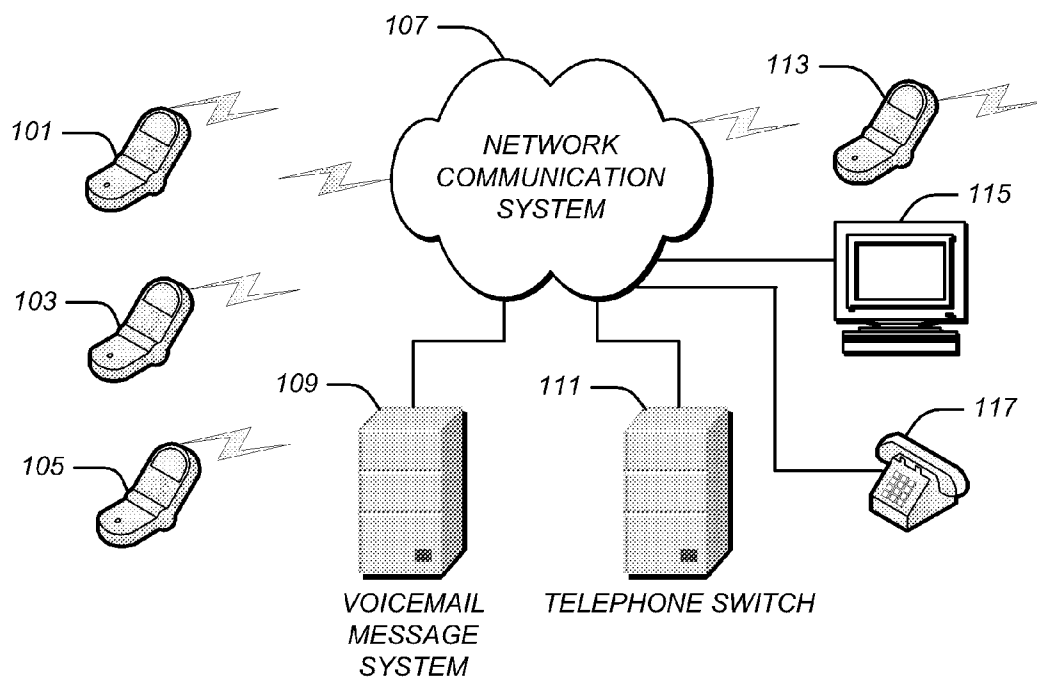 107
113
101
NETWORK
COMMUNICATION
SYSTEM
115
103
109
111
117
105
VOICEMAIL
MESSAGE
SYSTEM
TELEPHONE SWITCH